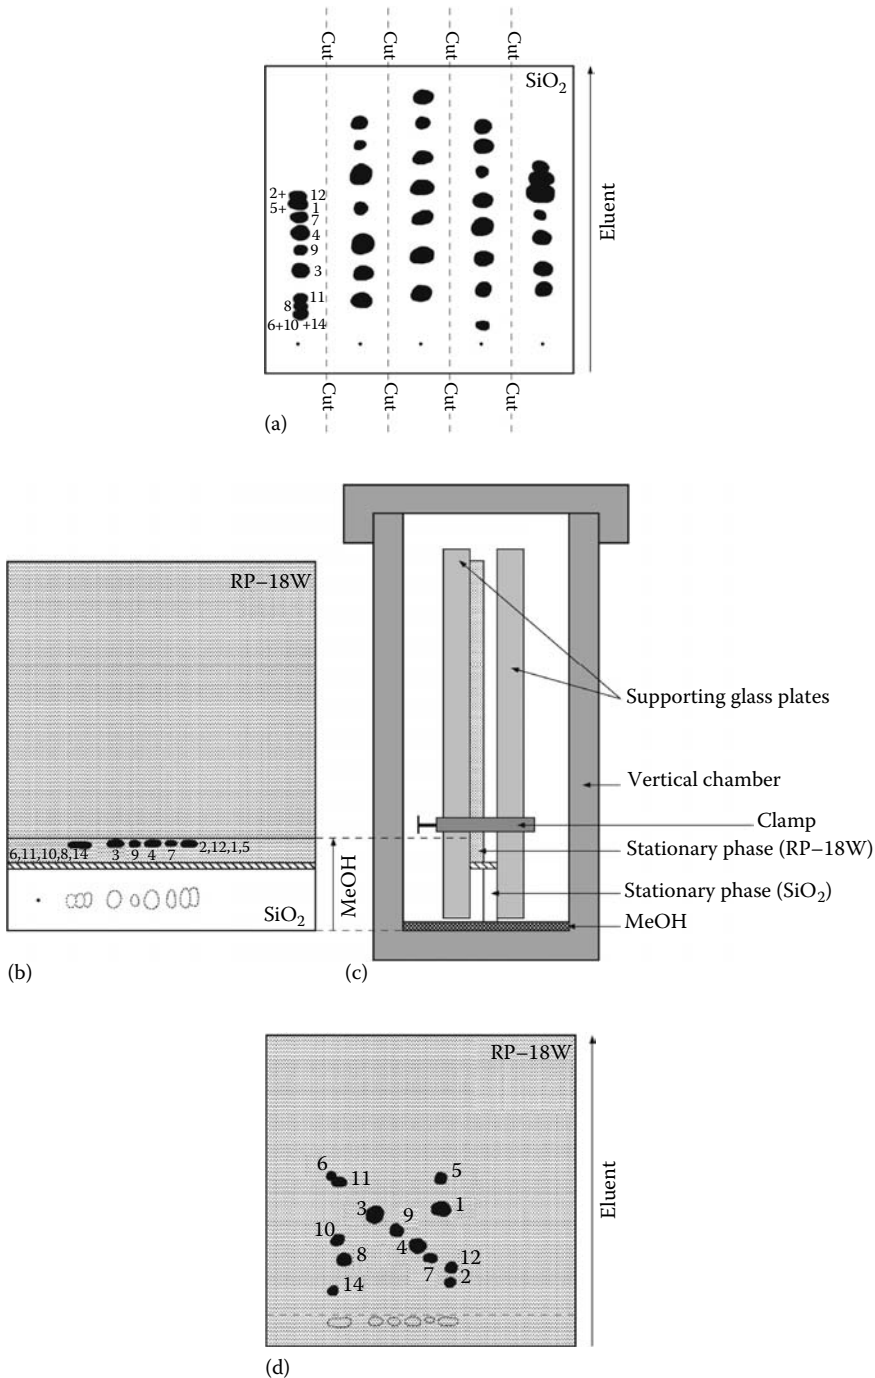 Cut Cut Cut Cut
SiO2
2+ 12
5+ 1
7
4
9
3
11
8
6+10 +14
Eluent
Cut Cut Cut Cut
(a)
RP–18W
6,11,10,8,14 3 9 4 7 2,12,1,5
SiO2
MeOH
(b)
Supporting glass plates
Vertical chamber
Clamp
Stationary phase (RP–18W)
Stationary phase (SiO2)
MeOH
(c)
RP–18W
6 5
11
3 1
9
10 4
8 12
7 2
14
Eluent
(d)